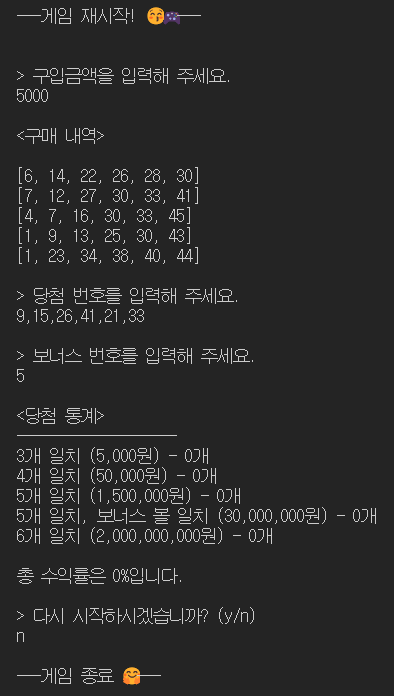 ——게임 재시작! 😚🎮——
> 구입금액을 입력해 주세요.
5000
<구매 내역>
[6, 14, 22, 26, 28, 30]
[7, 12, 27, 30, 33, 41]
[4, 7, 16, 30, 33, 45]
[1, 9, 13, 25, 30, 43]
[1, 23, 34, 38, 40, 44]
> 당첨 번호를 입력해 주세요.
9,15,26,41,21,33
> 보너스 번호를 입력해 주세요.
5
<당첨 통계>
————————————
3개 일치 (5,000원) - 0개
4개 일치 (50,000원) - 0개
5개 일치 (1,500,000원) - 0개
5개 일치, 보너스 볼 일치 (30,000,000원) - 0개
6개 일치 (2,000,000,000원) - 0개
총 수익률은 0%입니다.
> 다시 시작하시겠습니까? (y/n)
n
——게임 종료 🤗——